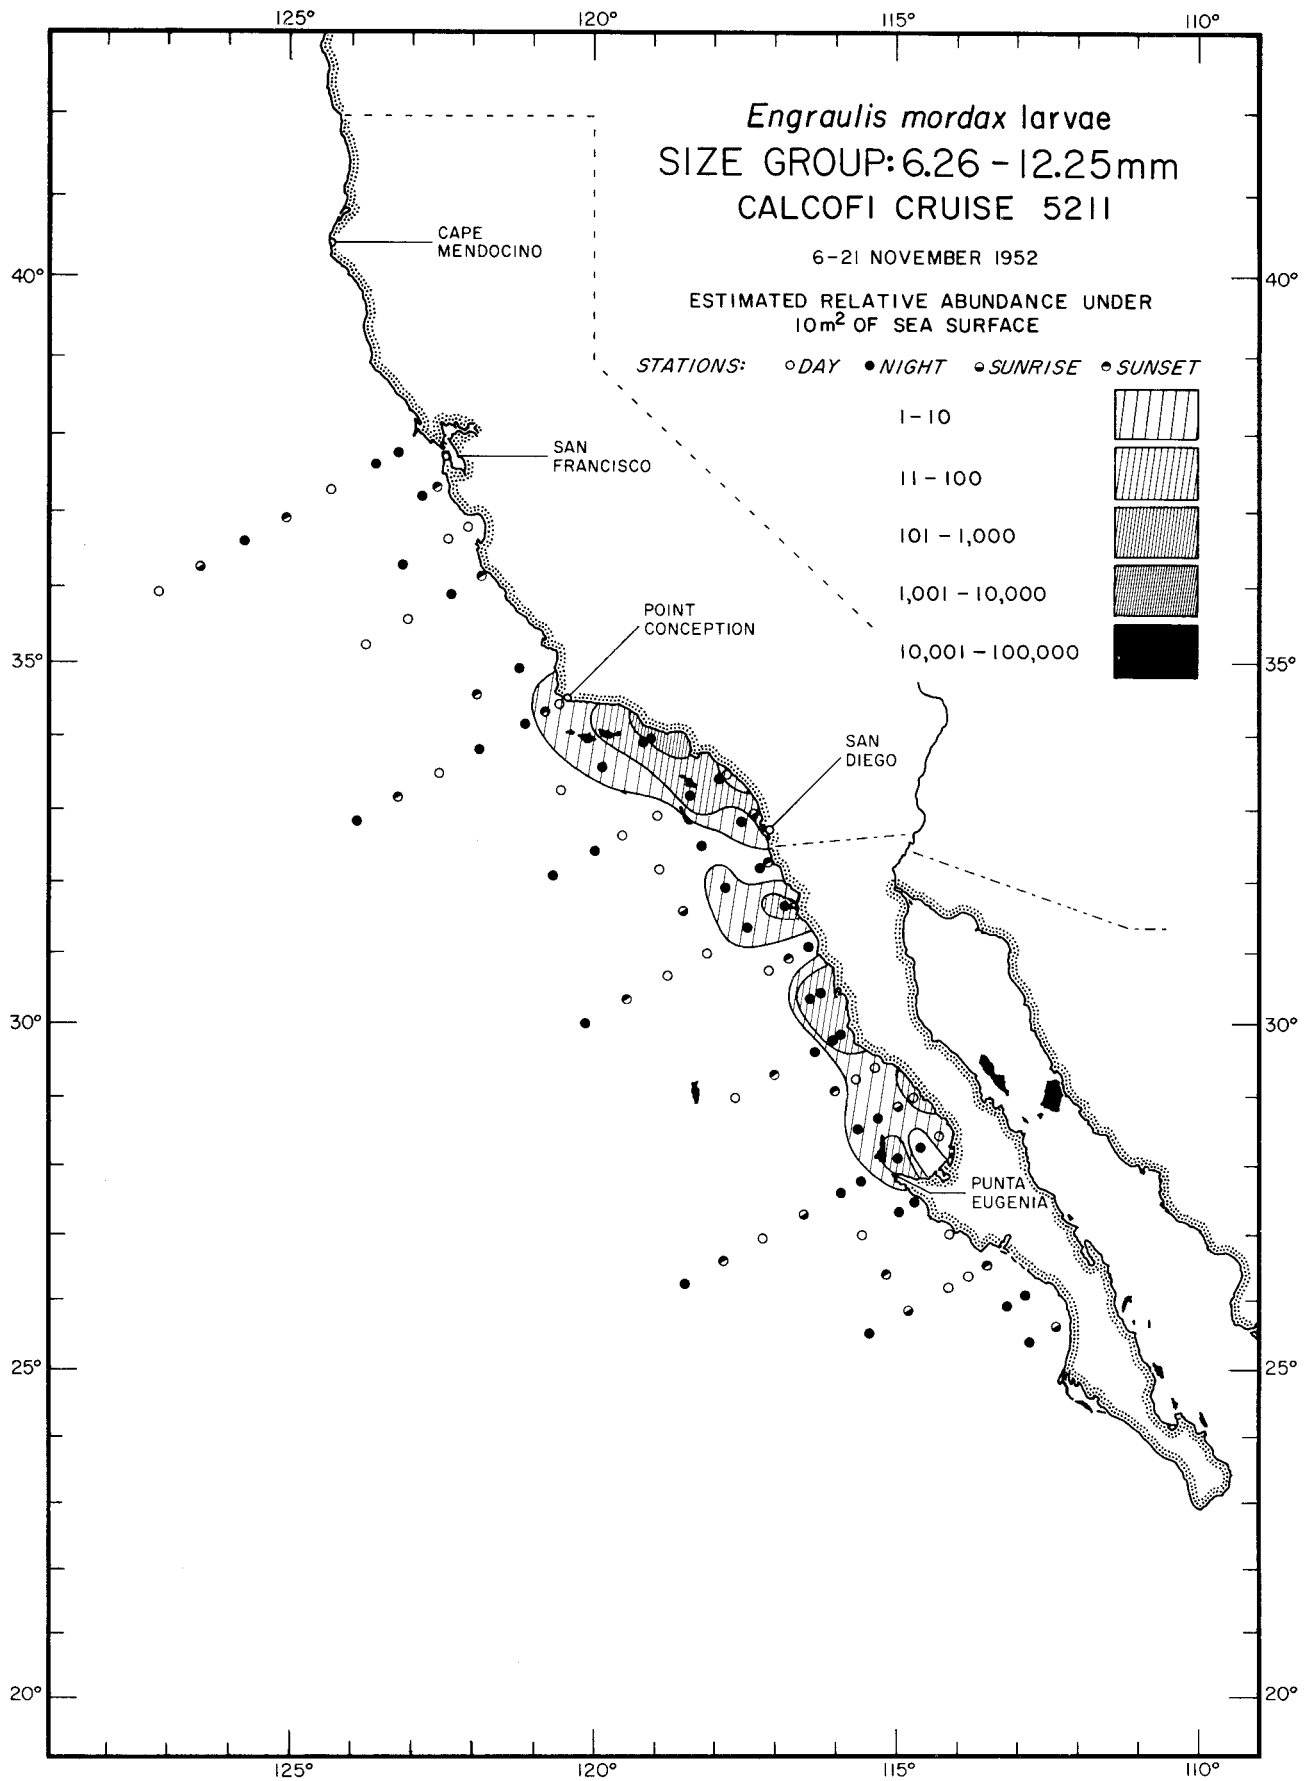 125° 120° 115° 110°
Engraulis mordax larvae
SIZE GROUP: 6.26 – 12.25mm
CALCOFI CRUISE 5211
6–21 NOVEMBER 1952
ESTIMATED RELATIVE ABUNDANCE UNDER
10m² OF SEA SURFACE
STATIONS: ○DAY ●NIGHT SUNRISE SUNSET
1–10
11–100
101–1,000
1,001–10,000
10,001–100,000
CAPE
MENDOCINO
40° 40°
SAN
FRANCISCO
POINT
CONCEPTION
35° 35°
SAN
DIEGO
30° 30°
PUNTA
EUGENIA
25° 25°
20° 20°
125° 120° 115° 110°